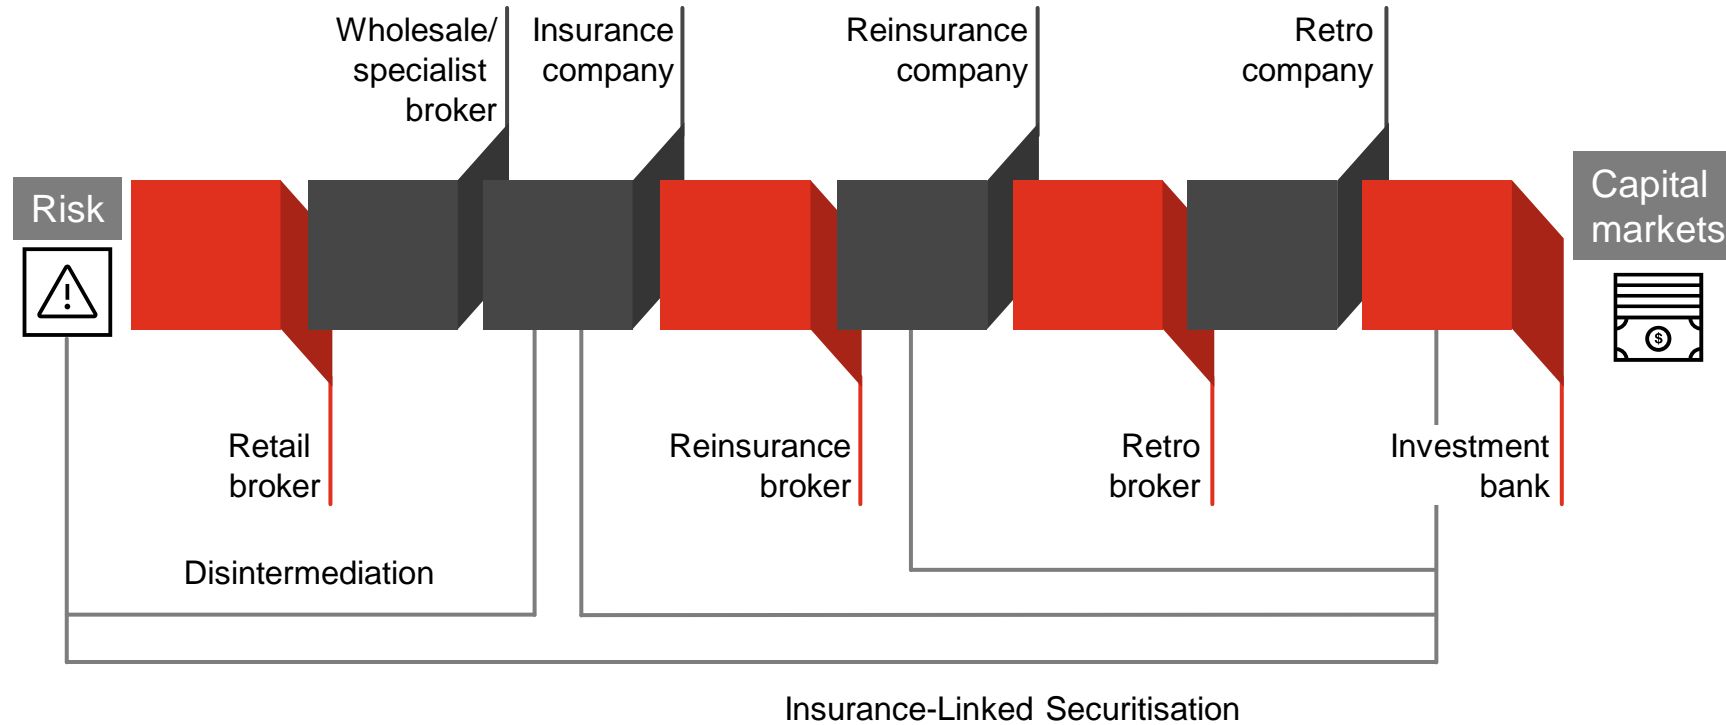 Wholesale/
specialist
broker
Insurance
company
Reinsurance
company
Retro
company
Risk
Capital
markets
$
Retail
broker
Reinsurance
broker
Retro
broker
Investment
bank
Disintermediation
Insurance-Linked Securitisation